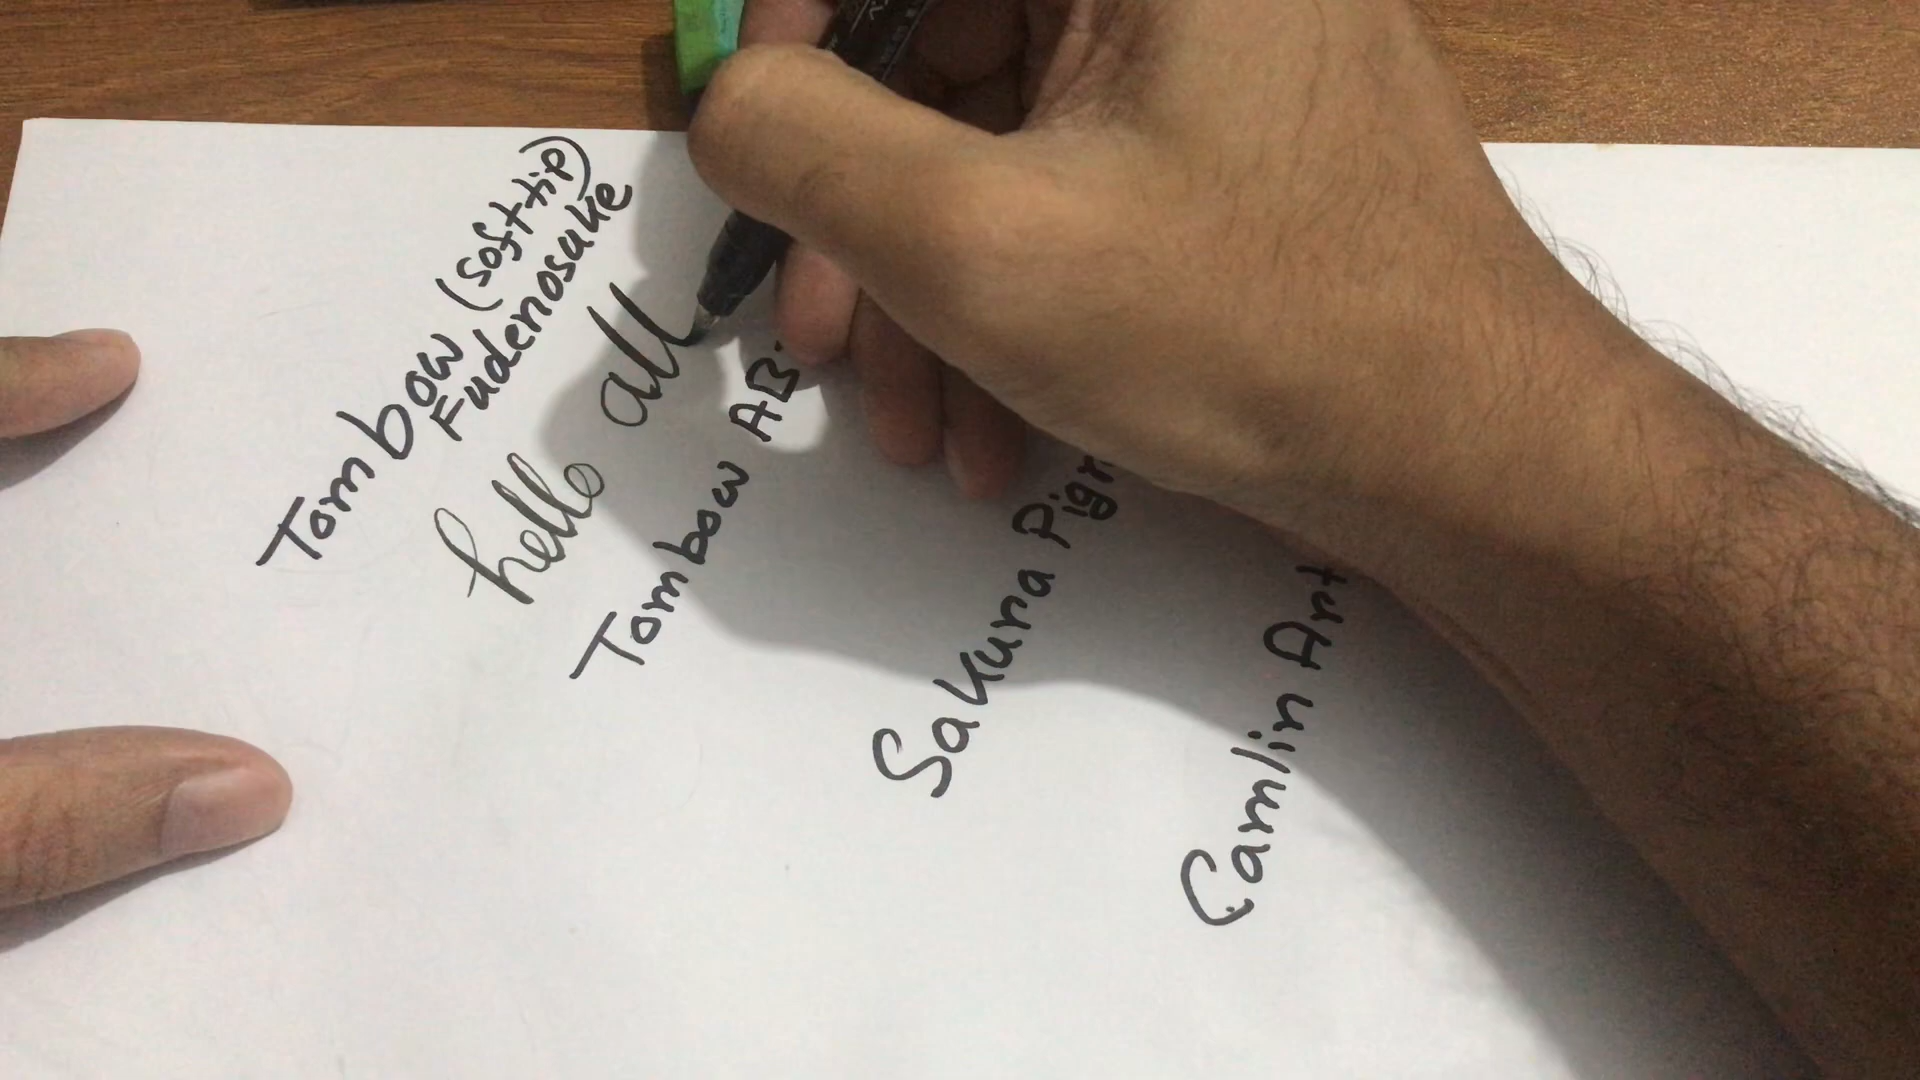 Tombow (soft tip)
Fudenosuke
hello all
Tombow AB
Sakura Pig
Camlin Art